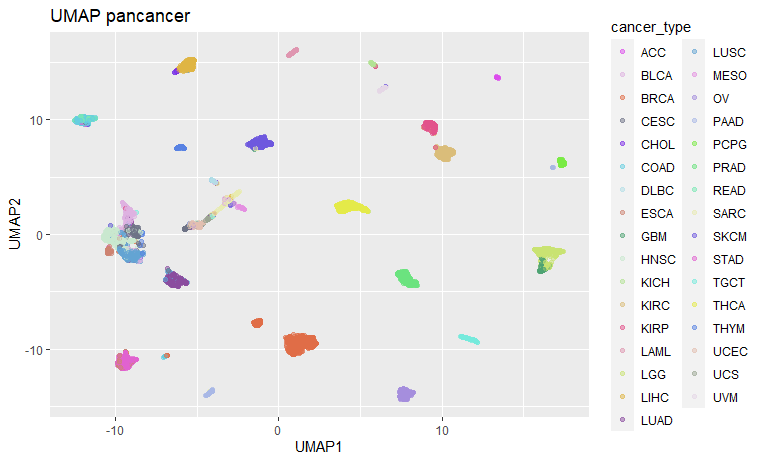 UMAP pancancer
UMAP2
10
0
-10
-10
0
10
UMAP1
cancer_type
ACC
BLCA
BRCA
CESC
CHOL
COAD
DLBC
ESCA
GBM
HNSC
KICH
KIRC
KIRP
LAML
LGG
LIHC
LUAD
LUSC
MESO
OV
PAAD
PCPG
PRAD
READ
SARC
SKCM
STAD
TGCT
THCA
THYM
UCEC
UCS
UVM